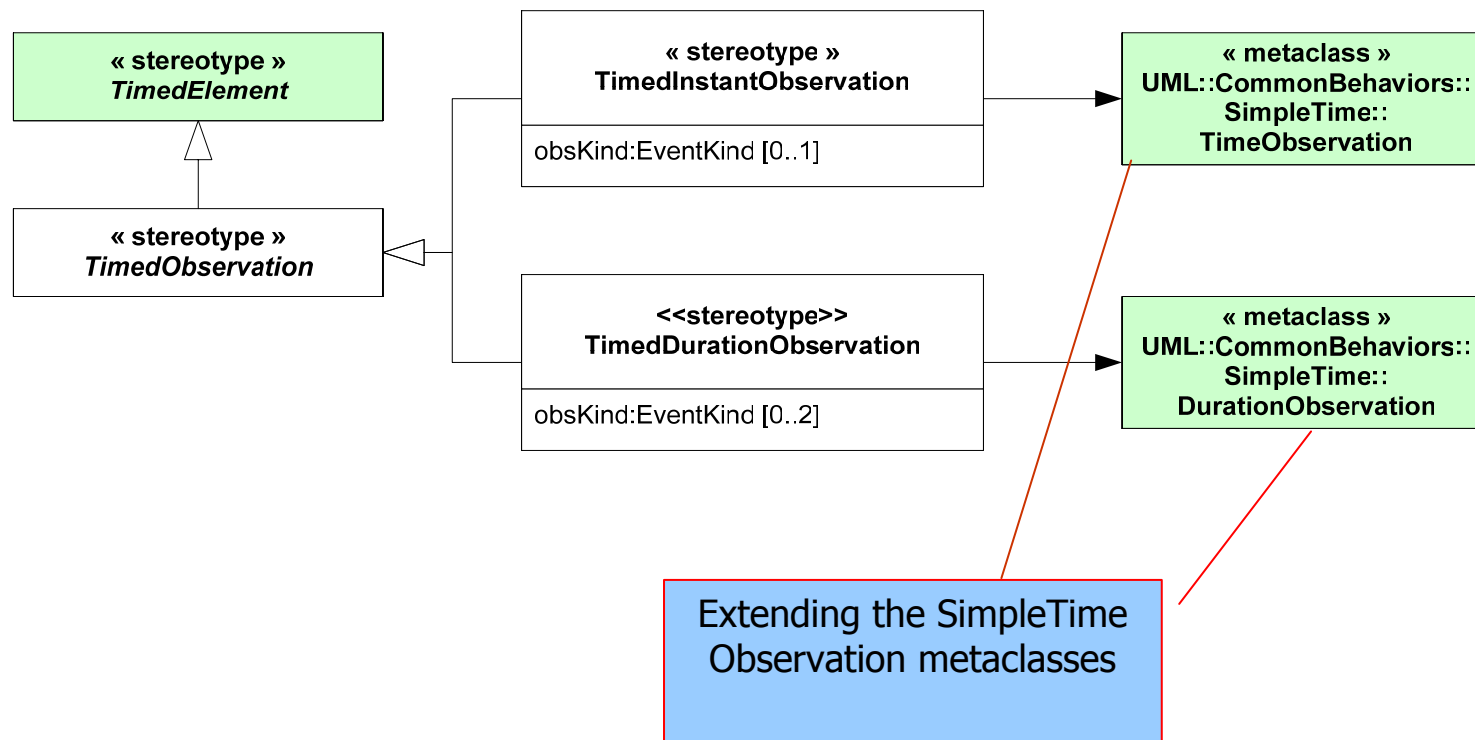 « stereotype »
TimedElement
« stereotype »
TimedObservation
« stereotype »
TimedInstantObservation
obsKind:EventKind [0..1]
<<stereotype>>
TimedDurationObservation
obsKind:EventKind [0..2]
« metaclass »
UML::CommonBehaviors::
SimpleTime::
TimeObservation
« metaclass »
UML::CommonBehaviors::
SimpleTime::
DurationObservation
Extending the SimpleTime
Observation metaclasses